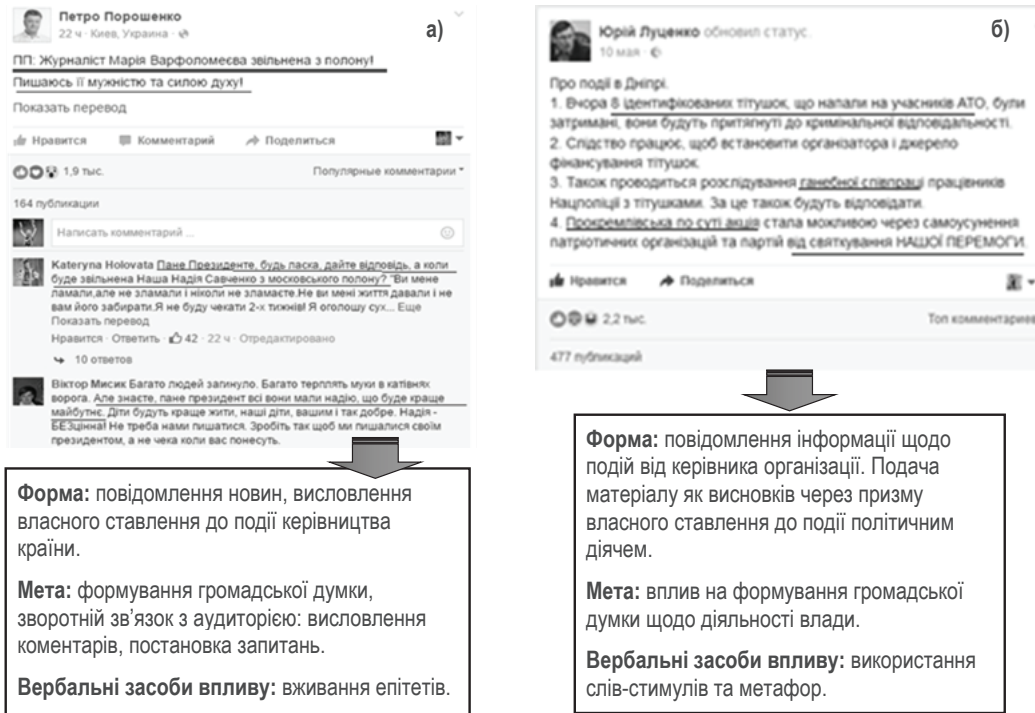 Петро Порошенко
22 ч · Киев, Украина ·
а)
ПП: Журналіст Марія Варфоломеєва звільнена з полону!
Пишаюсь її мужністю та силою духу!
Показать перевод
Нравится Комментарий Поделиться
1,9 тыс. Популярные комментарии
164 публикации
Написать комментарий ...
Kateryna Holovata Пане Президенте, будь ласка, дайте відповідь, а коли
буде звільнена Наша Надія Савченко з московського полону? "Ви мене
ламали,але не зламали і ніколи не зламаєте.Не ви мені життя давали і не
вам його забирати.Я не буду чекати 2-х тижнів! Я оголошу сух... Еще
Показать перевод
Нравится · Ответить · 42 · 22 ч · Отредактировано
10 ответов
Віктор Мисик Багато людей загинуло. Багато терплять муки в катівнях
ворога. Але знаєте, пане президент всі вони мали надію, що буде краще
майбутнє. Діти будуть краще жити, наші діти, вашим і так добре. Надія -
БЕЗцінна! Не треба нами пишатися. Зробіть так щоб ми пишалися своїм
президентом, а не чека коли вас понесуть.
Форма: повідомлення новин, висловлення
власного ставлення до події керівництва
країни.
Мета: формування громадської думки,
зворотній зв’язок з аудиторією: висловлення
коментарів, постановка запитань.
Вербальні засоби впливу: вживання епітетів.
Юрій Луценко обновил статус.
10 мая ·
б)
Про події в Дніпрі.
1. Вчора 8 ідентифікованих тітушок, що напали на учасників АТО, були
затримані, вони будуть притягнуті до кримінальної відповідальності.
2. Слідство працює, щоб встановити організатора і джерело
фінансування тітушок.
3. Також проводиться розслідування ганебної співпраці працівників
Нацполіції з тітушками. За це також будуть відповідати.
4. Прокремлівська по суті акція стала можливою через самоусунення
патріотичних організацій та партій від святкування НАШОЇ ПЕРЕМОГИ.
Нравится Поделиться
2,2 тыс. Топ комментариев
477 публикаций
Форма: повідомлення інформації щодо
подій від керівника організації. Подача
матеріалу як висновків через призму
власного ставлення до події політичним
діячем.
Мета: вплив на формування громадської
думки щодо діяльності влади.
Вербальні засоби впливу: використання
слів-стимулів та метафор.